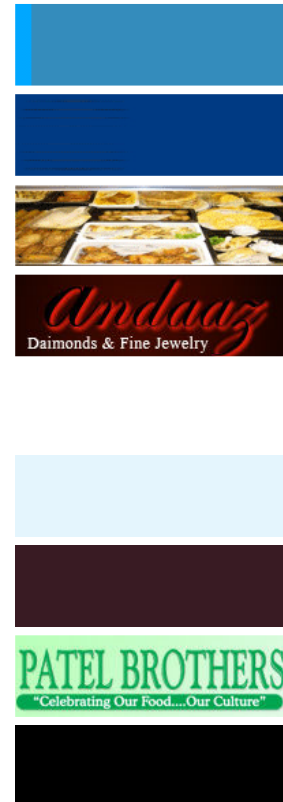 Andaaz
Daimonds & Fine Jewelry
PATEL BROTHERS
"Celebrating Our Food....Our Culture"